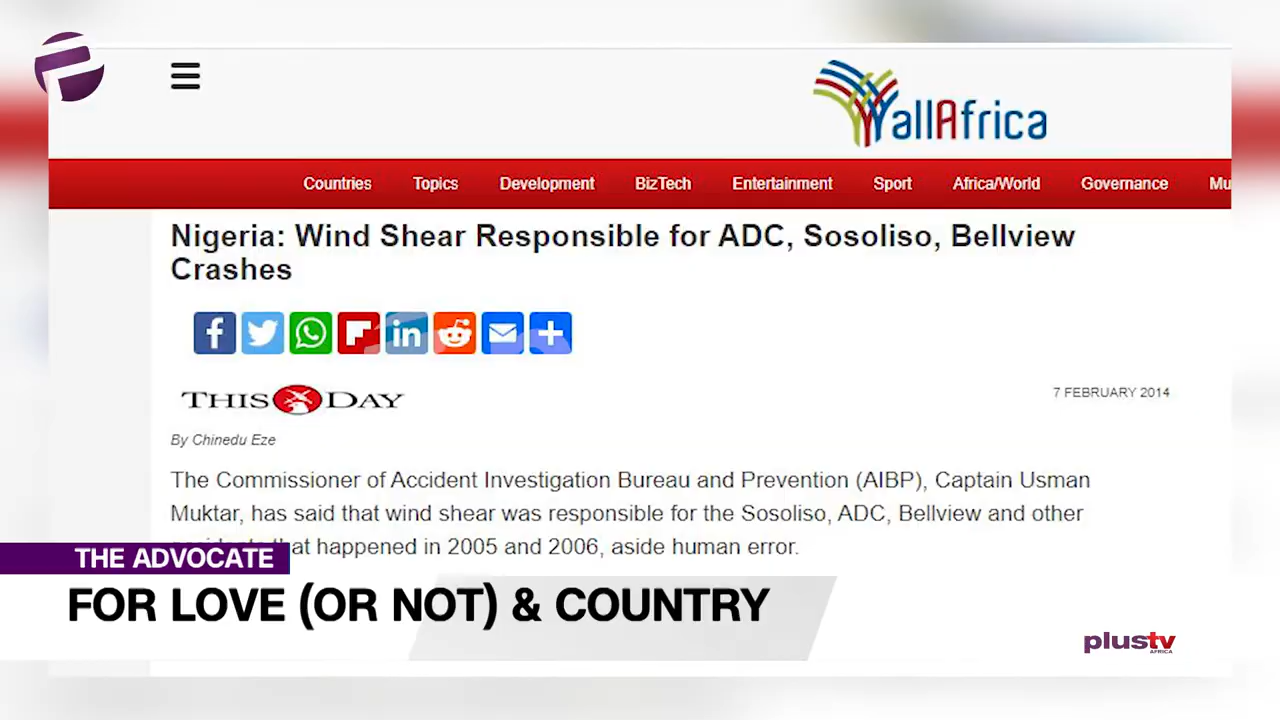 allAfrica
Countries Topics Development BizTech Entertainment Sport Africa/World Governance Mu
Nigeria: Wind Shear Responsible for ADC, Sosoliso, Bellview
Crashes
THIS DAY
7 FEBRUARY 2014
By Chinedu Eze
The Commissioner of Accident Investigation Bureau and Prevention (AIBP), Captain Usman
Muktar, has said that wind shear was responsible for the Sosoliso, ADC, Bellview and other
that happened in 2005 and 2006, aside human error.
THE ADVOCATE
FOR LOVE (OR NOT) & COUNTRY
plustv
AFRICA